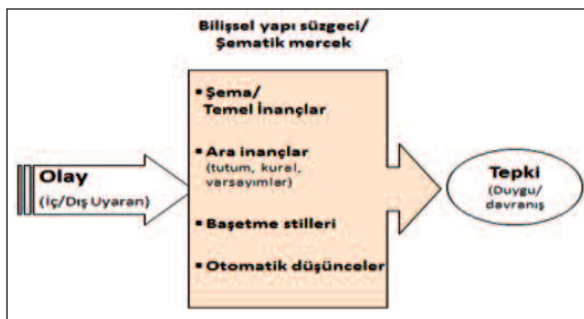 Bilişsel yapı süzgeci/
Şematik mercek
▪ Şema/
Temel İnançlar
▪ Ara inançlar
(tutum, kural,
varsayımlar)
▪ Başetme stilleri
▪ Otomatik düşünceler
Olay
(İç/Dış Uyaran)
Tepki
(Duygu/
davranış